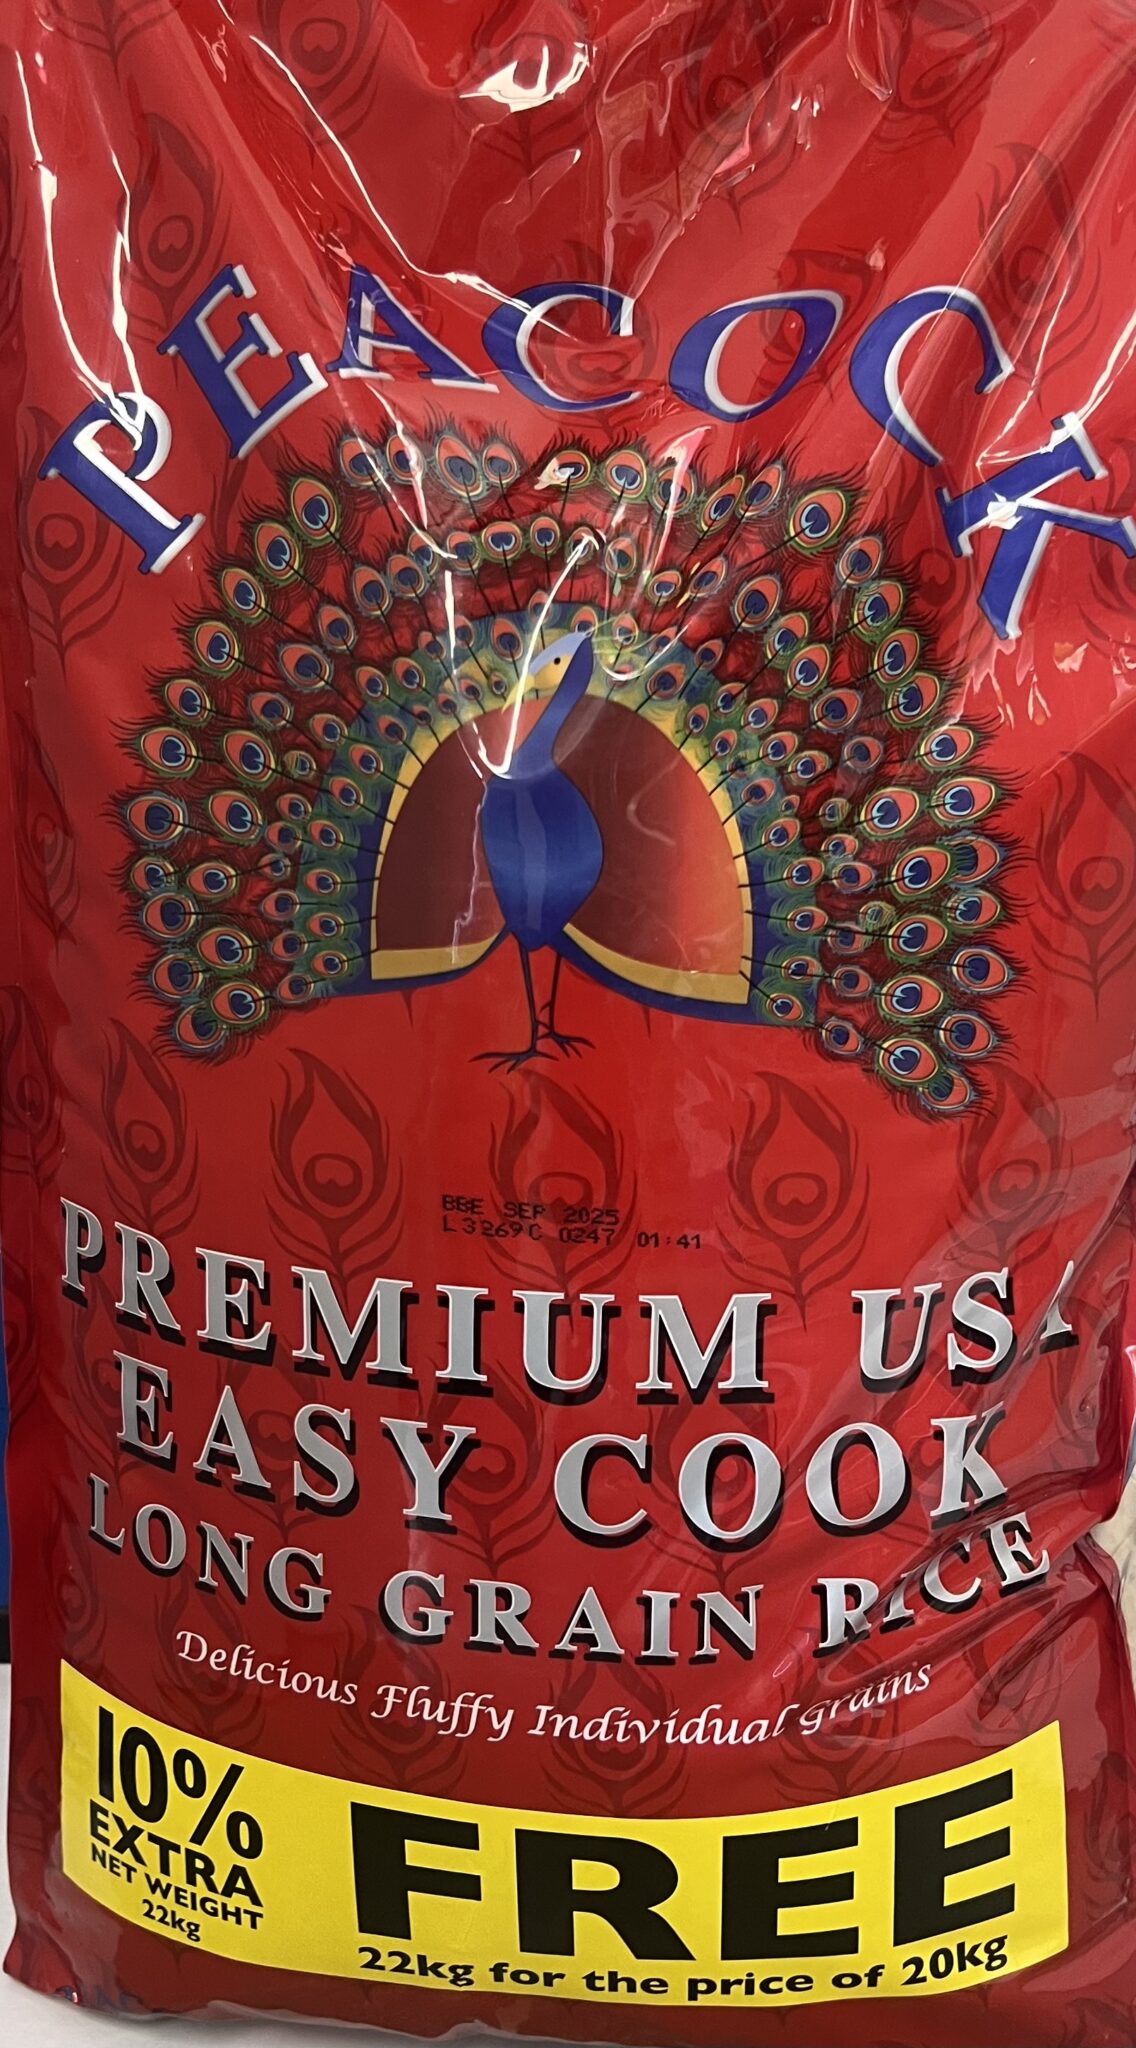 PEACOCK
BBE SEP 2025
L3269C 0247 01:41
PREMIUM USA
EASY COOK
LONG GRAIN RICE
Delicious Fluffy Individual grains
10%
EXTRA
NET WEIGHT
22kg
FREE
22kg for the price of 20kg